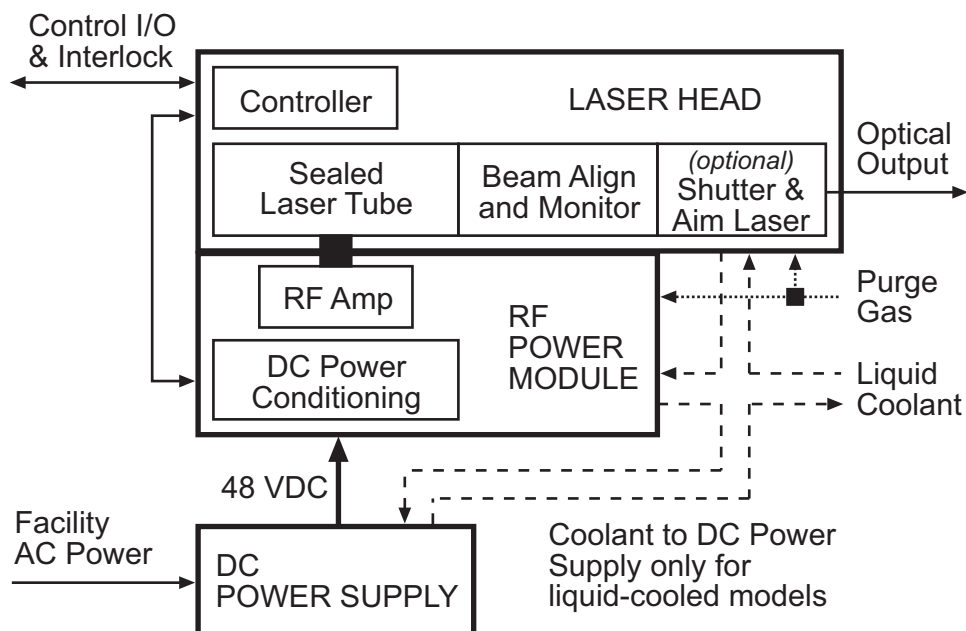 Control I/O
& Interlock
Controller
LASER HEAD
Sealed
Laser Tube
Beam Align
and Monitor
(optional)
Shutter &
Aim Laser
Optical
Output
RF Amp
RF
POWER
MODULE
DC Power
Conditioning
Purge
Gas
Liquid
Coolant
48 VDC
Facility
AC Power
DC
POWER SUPPLY
Coolant to DC Power
Supply only for
liquid-cooled models